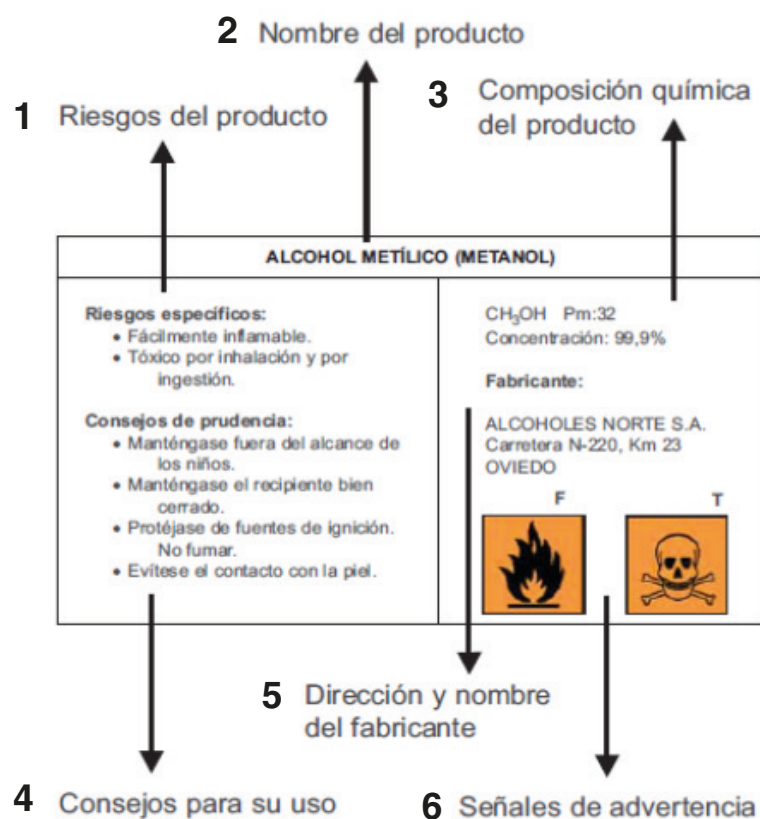 2 Nombre del producto
1 Riesgos del producto
3 Composición química
del producto
ALCOHOL METÍLICO (METANOL)
Riesgos específicos:
• Fácilmente inflamable.
• Tóxico por inhalación y por
ingestión.
Consejos de prudencia:
• Manténgase fuera del alcance de
los niños.
• Manténgase el recipiente bien
cerrado.
• Protéjase de fuentes de ignición.
No fumar.
• Evítese el contacto con la piel.
CH₃OH Pm:32
Concentración: 99,9%
Fabricante:
ALCOHOLES NORTE S.A.
Carretera N-220, Km 23
OVIEDO
F T
5 Dirección y nombre
del fabricante
4 Consejos para su uso
6 Señales de advertencia